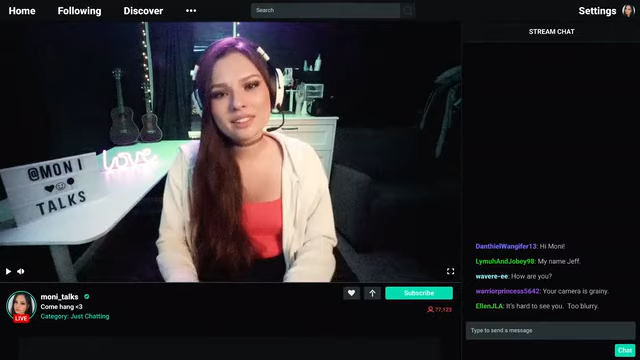 Home Following Discover ••• Search Settings
STREAM CHAT
@MONI
TALKS
love
DanthielWangifer13: Hi Moni!
LymuhAndJobey98: My name Jeff.
wavere-ee: How are you?
warriorprincess5642: Your camera is grainy.
EllenJLA: It's hard to see you. Too blurry.
moni_talks
Come hang <3
Category: Just Chatting
LIVE
Subscribe
77,123
Type to send a message
Chat